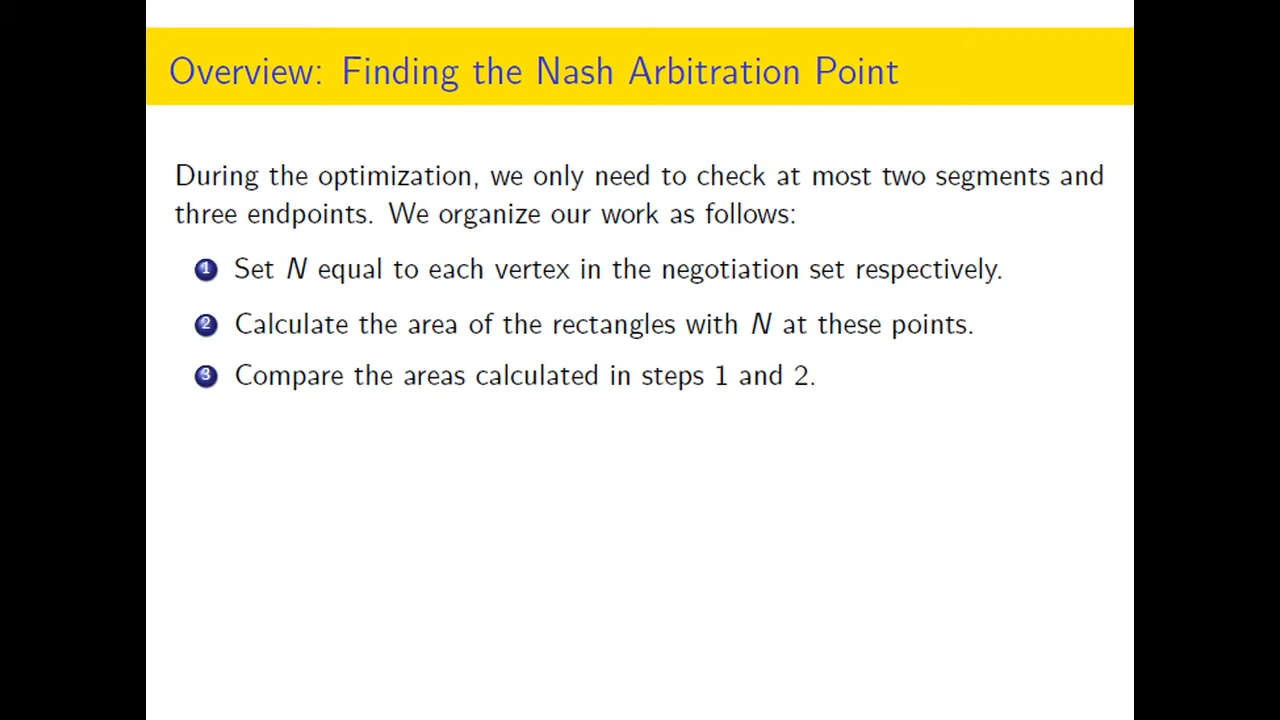 Overview: Finding the Nash Arbitration Point
During the optimization, we only need to check at most two segments and
three endpoints. We organize our work as follows:
1 Set N equal to each vertex in the negotiation set respectively.
2 Calculate the area of the rectangles with N at these points.
3 Compare the areas calculated in steps 1 and 2.